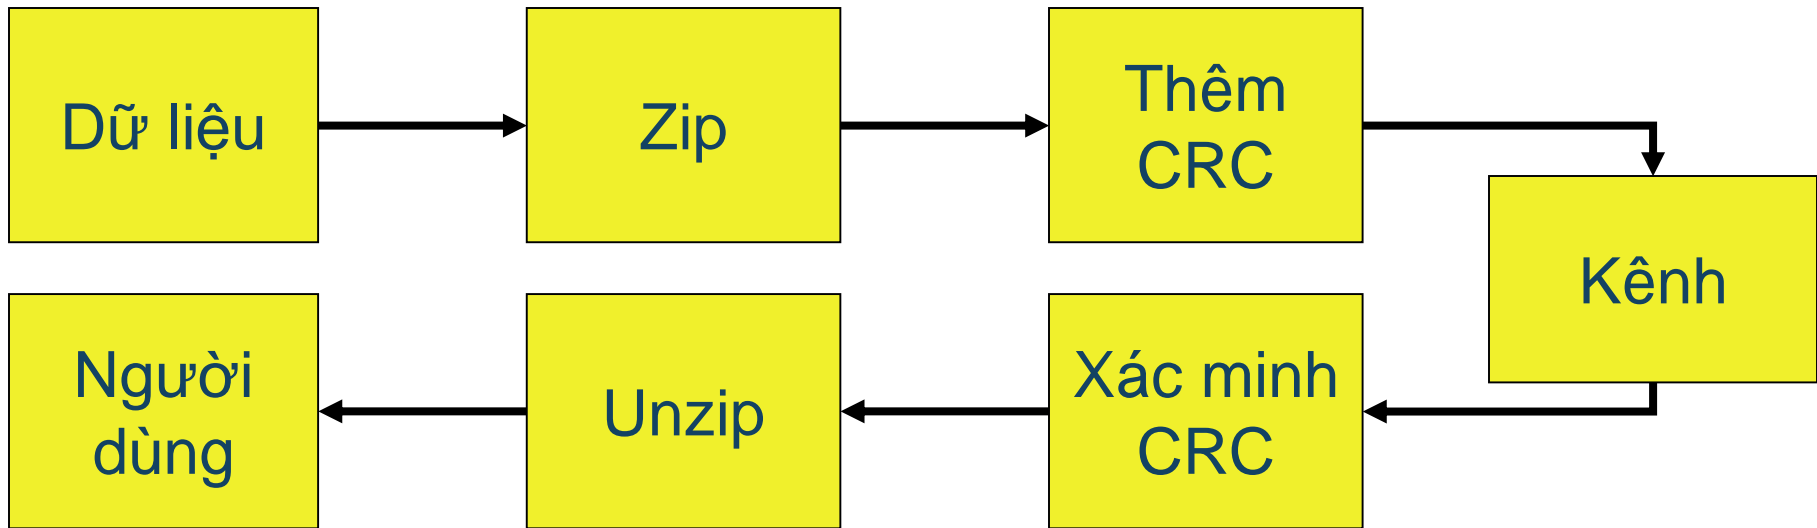 Dữ liệu
Zip
Thêm
CRC
Kênh
Người
dùng
Unzip
Xác minh
CRC